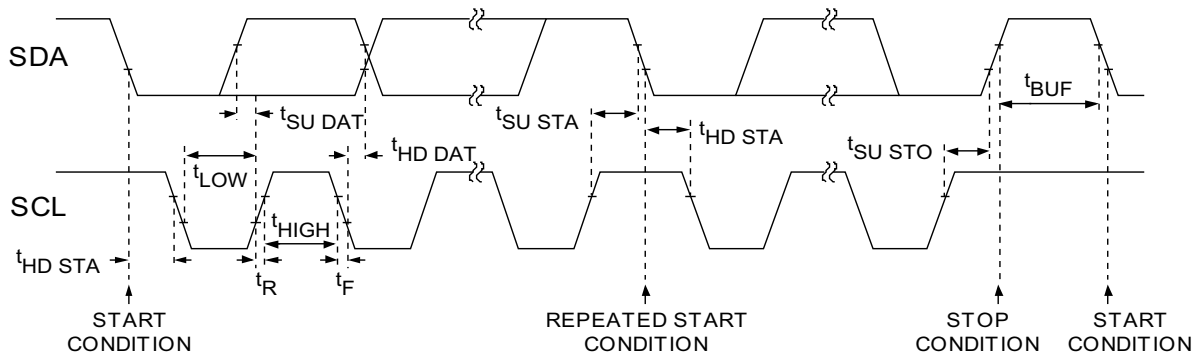 SDA
tSU DAT
tSU STA
tHD STA
tBUF
tHD DAT
tSU STO
tLOW
SCL
tHIGH
tHD STA
tR
tF
START
CONDITION
REPEATED START
CONDITION
STOP
CONDITION
START
CONDITION